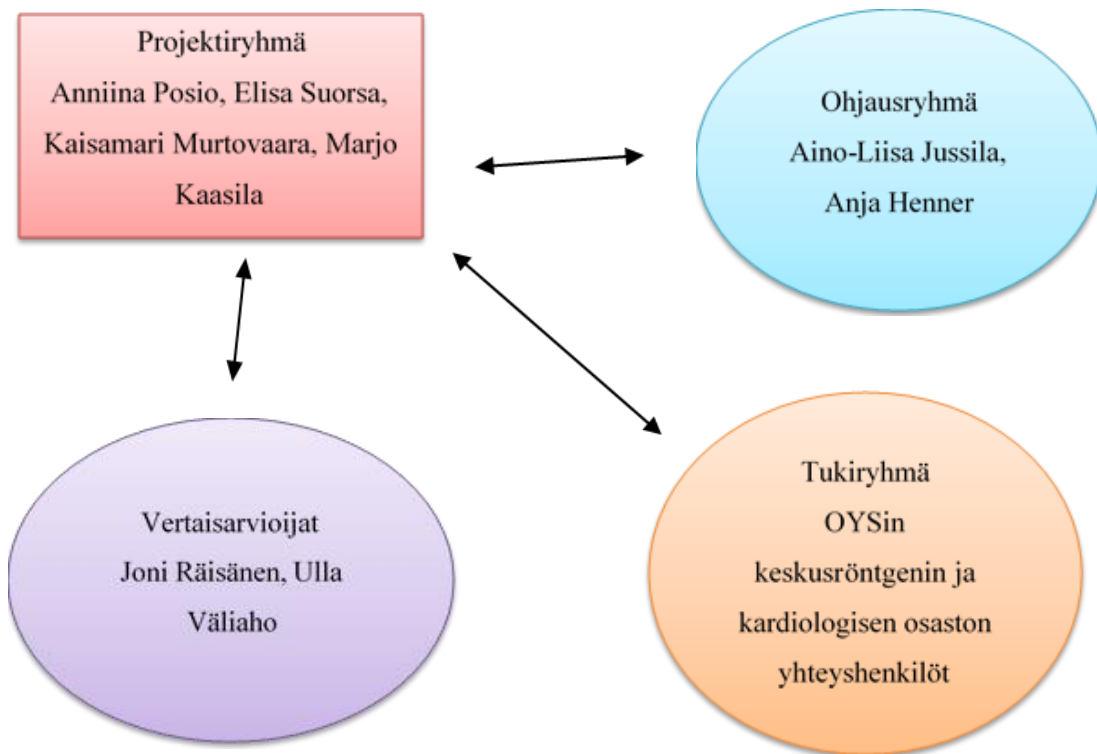 Projektiryhmä
Anniina Posio, Elisa Suorsa,
Kaisamari Murtovaara, Marjo
Kaasila
Ohjausryhmä
Aino-Liisa Jussila,
Anja Henner
Vertaisarvioijat
Joni Räisänen, Ulla
Väliaho
Tukiryhmä
OYSin
keskusröntgenin ja
kardiologisen osaston
yhteyshenkilöt